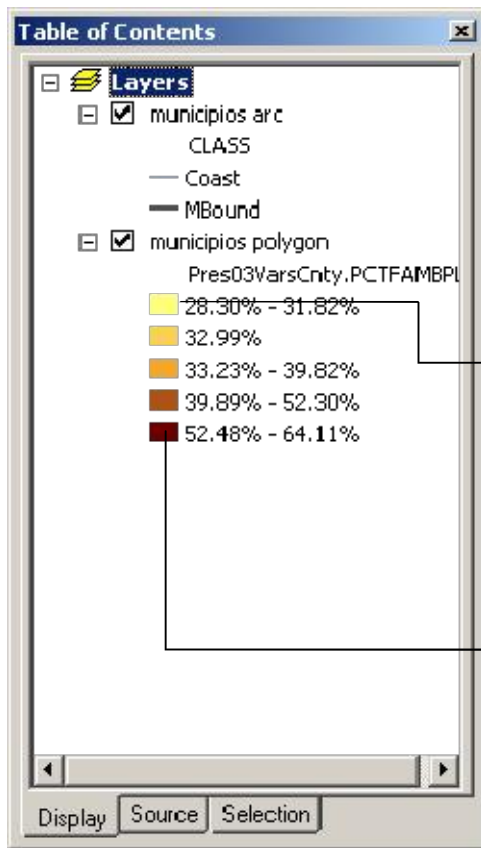 Table of Contents
Layers
municipios arc
CLASS
Coast
MBound
municipios polygon
Pres03VarsCnty.PCTFAMBPL
28.30% - 31.82%
32.99%
33.23% - 39.82%
39.89% - 52.30%
52.48% - 64.11%
Display Source Selection